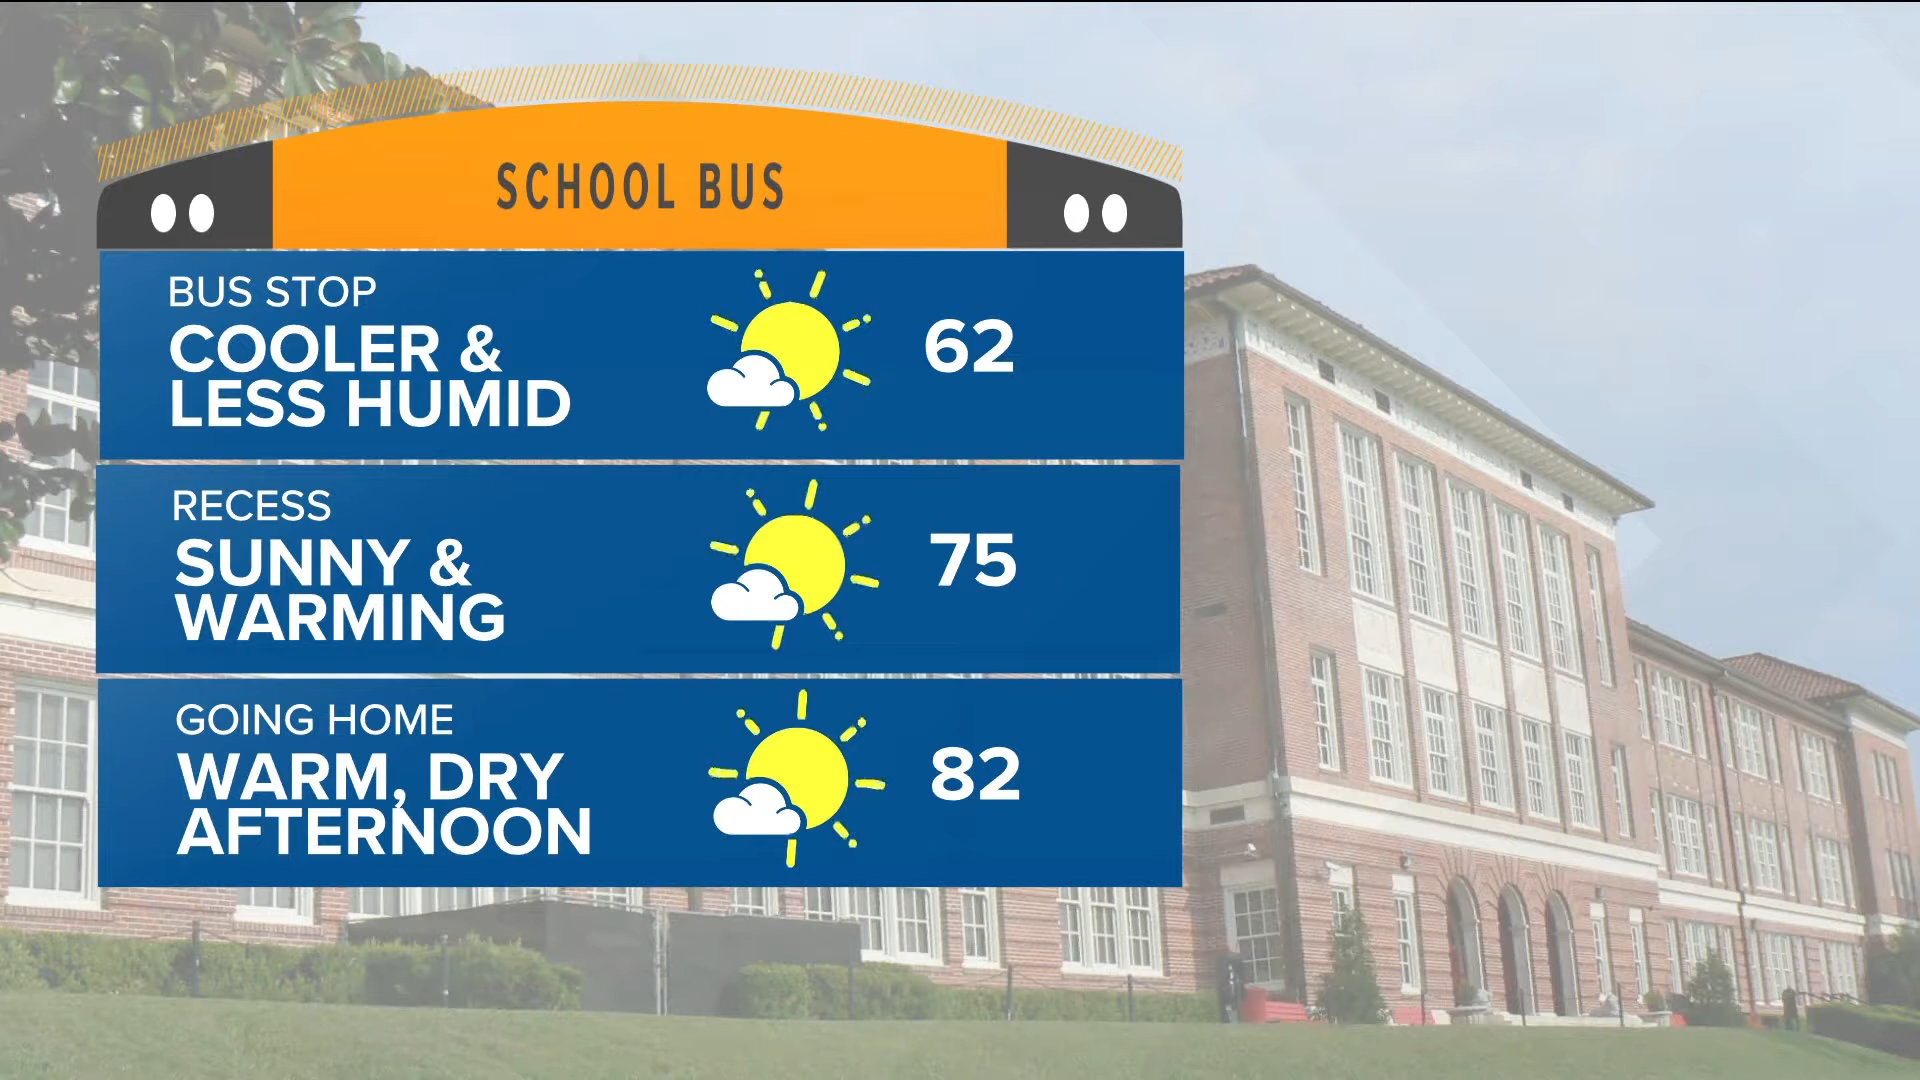 SCHOOL BUS
BUS STOP
COOLER &
LESS HUMID
62
RECESS
SUNNY &
WARMING
75
GOING HOME
WARM, DRY
AFTERNOON
82